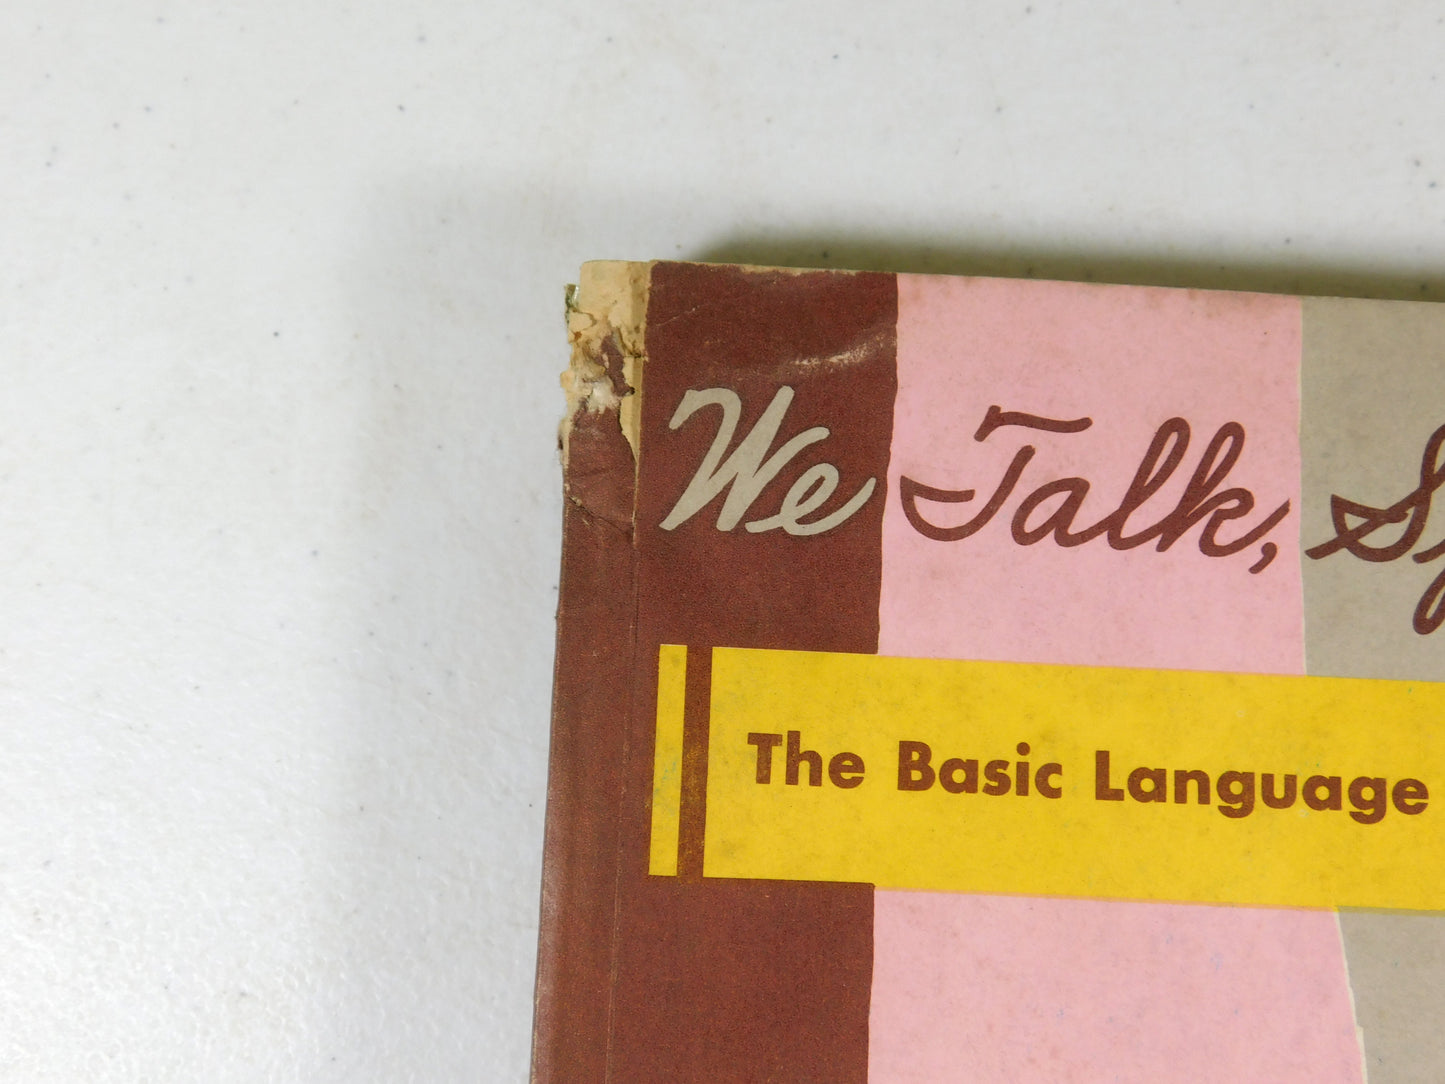 We Talk,
The Basic Language